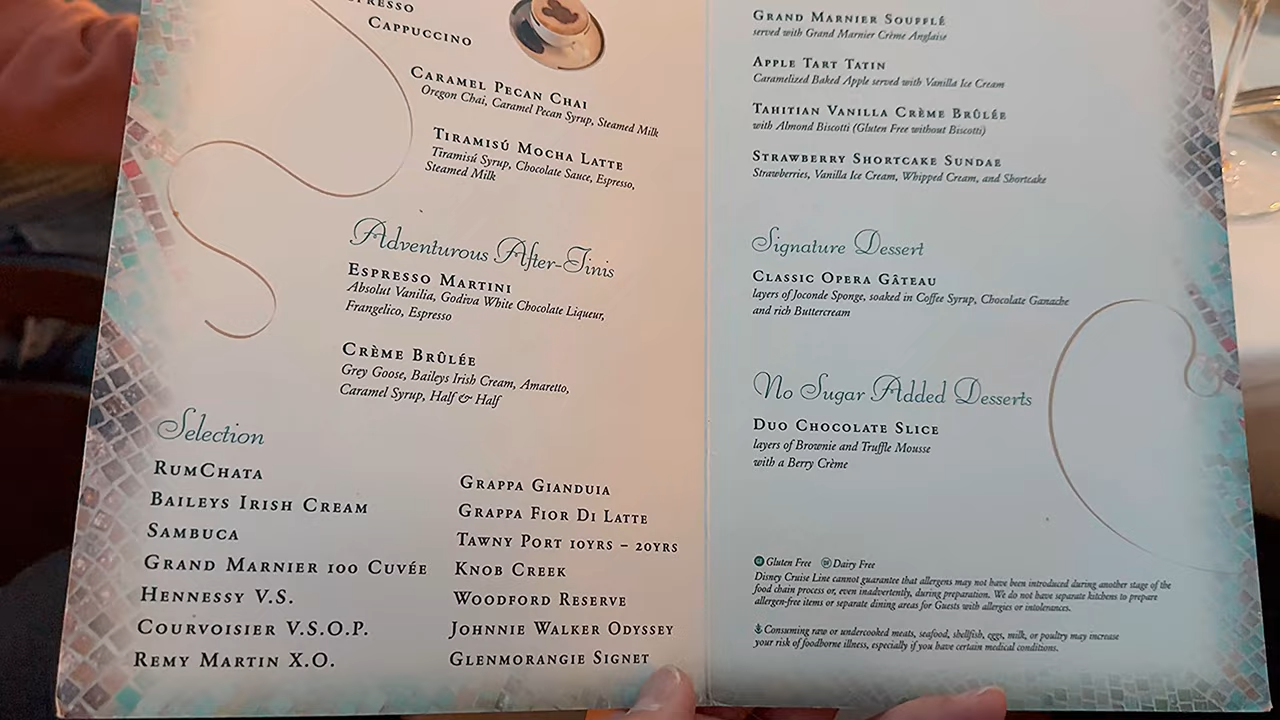 Cappuccino
Caramel Pecan Chai
Oregon Chai, Caramel Pecan Syrup, Steamed Milk
Tiramisú Mocha Latte
Tiramisú Syrup, Chocolate Sauce, Espresso,
Steamed Milk
Adventurous After-Tinis
Espresso Martini
Absolut Vanilia, Godiva White Chocolate Liqueur,
Frangelico, Espresso
Crème Brûlée
Grey Goose, Baileys Irish Cream, Amaretto,
Caramel Syrup, Half & Half
Selection
RumChata
Baileys Irish Cream
Sambuca
Grand Marnier 100 Cuvée
Hennessy V.S.
Courvoisier V.S.O.P.
Remy Martin X.O.
Grappa Gianduia
Grappa Fior Di Latte
Tawny Port 10yrs – 20yrs
Knob Creek
Woodford Reserve
Johnnie Walker Odyssey
Glenmorangie Signet
Grand Marnier Soufflé
served with Grand Marnier Crème Anglaise
Apple Tart Tatin
Caramelized Baked Apple served with Vanilla Ice Cream
Tahitian Vanilla Crème Brûlée
with Almond Biscotti (Gluten Free without Biscotti)
Strawberry Shortcake Sundae
Strawberries, Vanilla Ice Cream, Whipped Cream, and Shortcake
Signature Dessert
Classic Opera Gâteau
layers of Joconde Sponge, soaked in Coffee Syrup, Chocolate Ganache
and rich Buttercream
No Sugar Added Desserts
Duo Chocolate Slice
layers of Brownie and Truffle Mousse
with a Berry Crème
Gluten Free Dairy Free
Disney Cruise Line cannot guarantee that allergens may not have been introduced during another stage of the
food chain process or, even inadvertently, during preparation. We do not have separate kitchens to prepare
allergen-free items or separate dining areas for Guests with allergies or intolerances.
Consuming raw or undercooked meats, seafood, shellfish, eggs, milk, or poultry may increase
your risk of foodborne illness, especially if you have certain medical conditions.